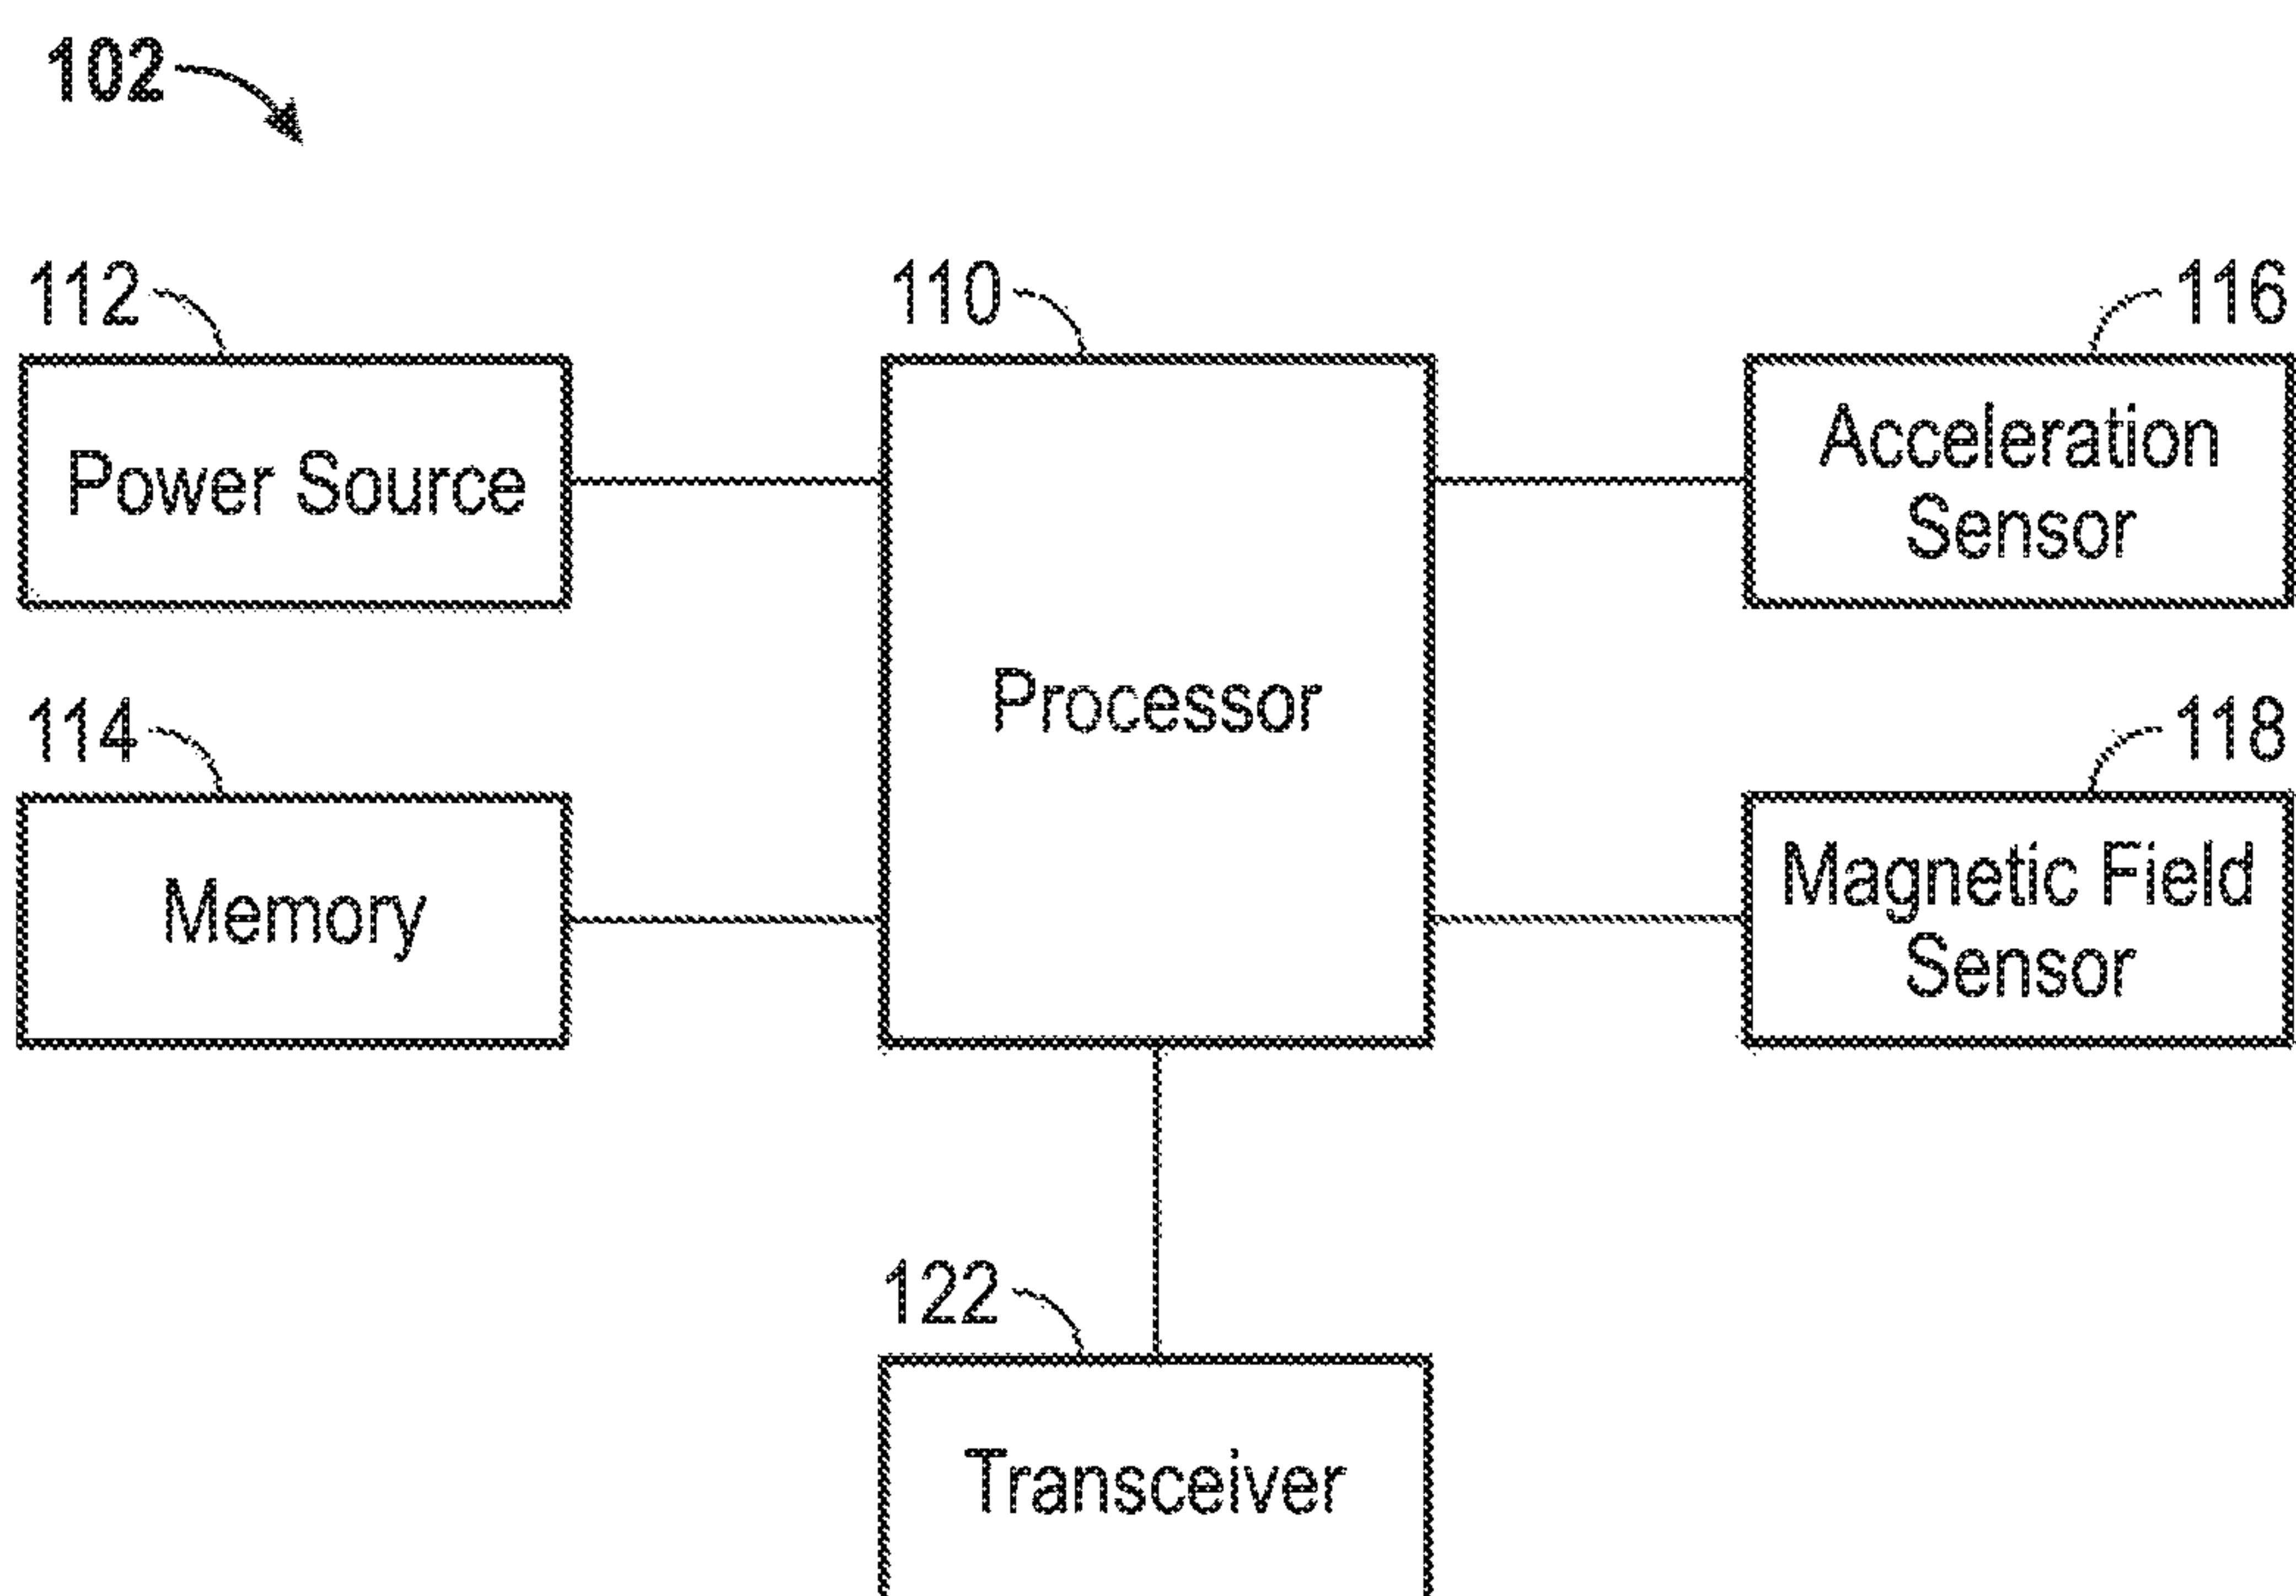 102
112
110
116
Power Source
Processor
Acceleration
Sensor
114
118
Memory
Magnetic Field
Sensor
122
Transceiver